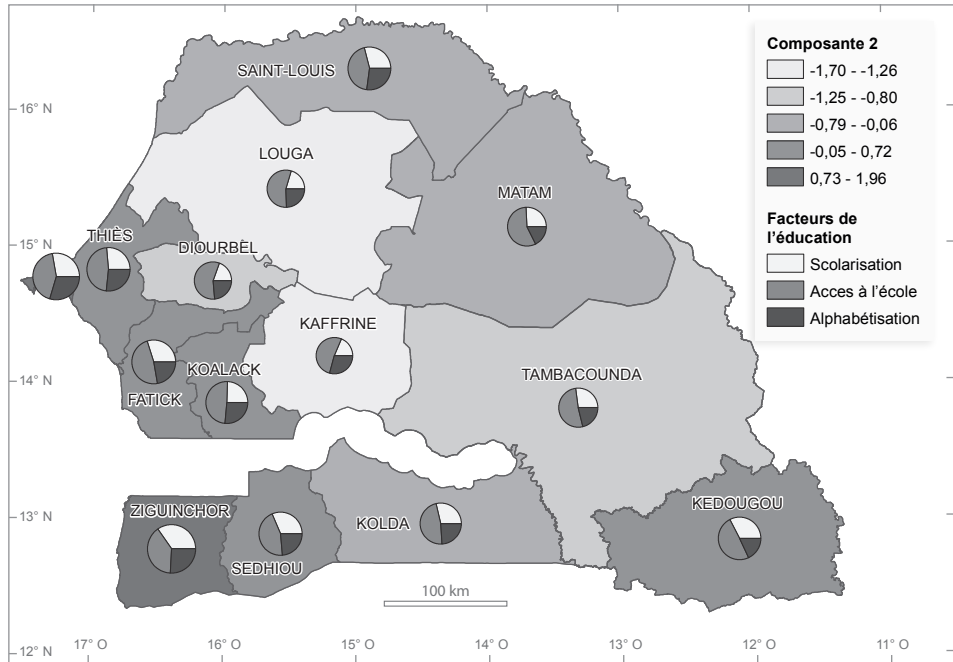 SAINT-LOUIS
LOUGA
MATAM
THIÈS
DIOURBEL
KAFFRINE
KOALACK
FATICK
TAMBACOUNDA
ZIGUINCHOR
SEDHIOU
KOLDA
KEDOUGOU
Composante 2
-1,70 - -1,26
-1,25 - -0,80
-0,79 - -0,06
-0,05 - 0,72
0,73 - 1,96
Facteurs de
l'éducation
Scolarisation
Acces à l'école
Alphabétisation
16° N
15° N
14° N
13° N
12° N
100 km
17° O
16° O
15° O
14° O
13° O
12° O
11° O